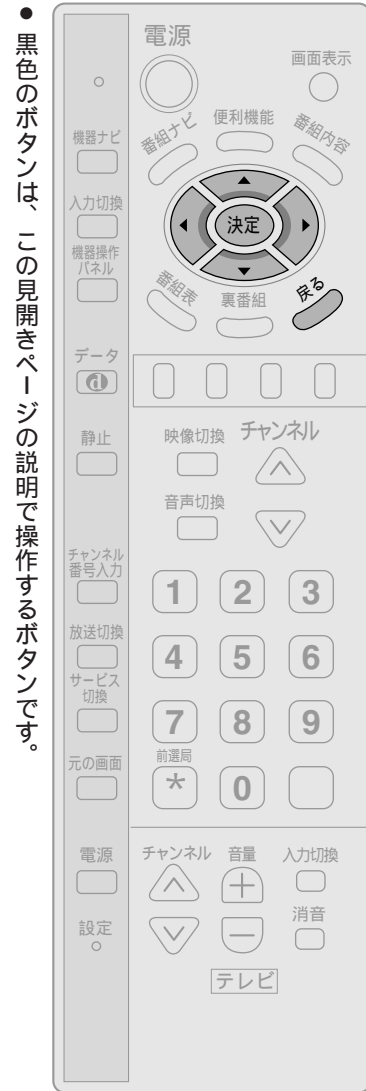 ● 黒色のボタンは、この見開きページの説明で操作するボタンです。
電源
画面表示
機器ナビ
番組ナビ
便利機能
番組内容
入力切換
決定
機器操作
パネル
番組表
裏番組
戻る
データ
d
静止
映像切換
チャンネル
音声切換
チャンネル
番号入力
1 2 3
放送切換
4 5 6
サービス
切換
7 8 9
元の画面
前選局
* 0
電源
チャンネル
音量
入力切換
+
設定
消音
−
テレビ